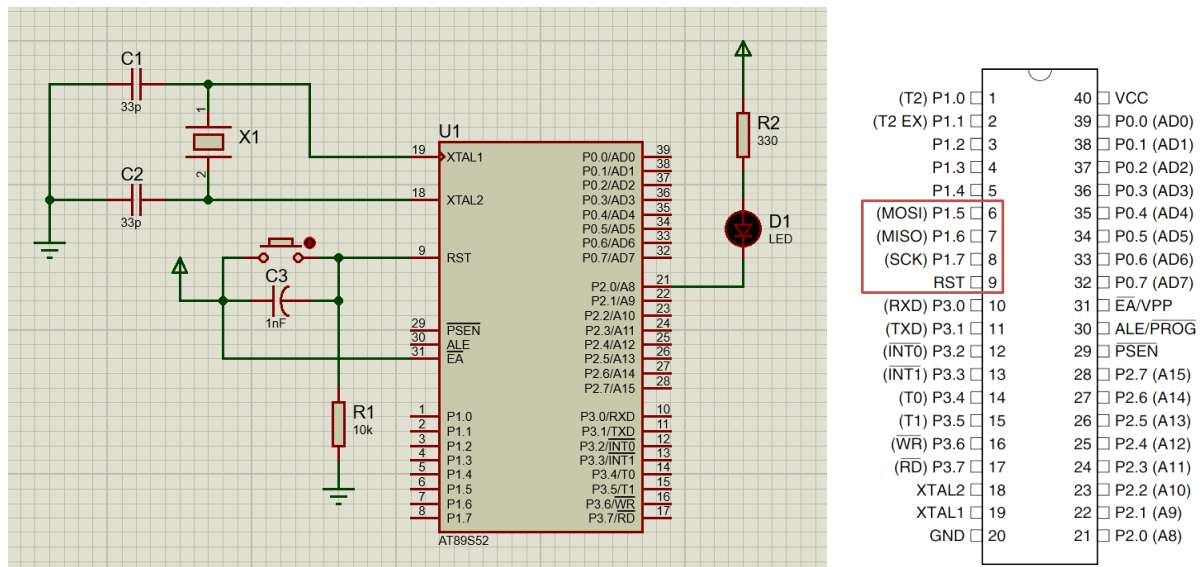 C1
33p
1
X1
2
C2
33p
C3
1nF
R1
10k
U1
19 XTAL1
18 XTAL2
9 RST
29 PSEN
30 ALE
31 EA
1 P1.0
2 P1.1
3 P1.2
4 P1.3
5 P1.4
6 P1.5
7 P1.6
8 P1.7
P0.0/AD0 39
P0.1/AD1 38
P0.2/AD2 37
P0.3/AD3 36
P0.4/AD4 35
P0.5/AD5 34
P0.6/AD6 33
P0.7/AD7 32
P2.0/A8 21
P2.1/A9 22
P2.2/A10 23
P2.3/A11 24
P2.4/A12 25
P2.5/A13 26
P2.6/A14 27
P2.7/A15 28
P3.0/RXD 10
P3.1/TXD 11
P3.2/INT0 12
P3.3/INT1 13
P3.4/T0 14
P3.5/T1 15
P3.6/WR 16
P3.7/RD 17
AT89S52
R2
330
D1
LED
(T2) P1.0 1 40 VCC
(T2 EX) P1.1 2 39 P0.0 (AD0)
P1.2 3 38 P0.1 (AD1)
P1.3 4 37 P0.2 (AD2)
P1.4 5 36 P0.3 (AD3)
(MOSI) P1.5 6 35 P0.4 (AD4)
(MISO) P1.6 7 34 P0.5 (AD5)
(SCK) P1.7 8 33 P0.6 (AD6)
RST 9 32 P0.7 (AD7)
(RXD) P3.0 10 31 EA/VPP
(TXD) P3.1 11 30 ALE/PROG
(INT0) P3.2 12 29 PSEN
(INT1) P3.3 13 28 P2.7 (A15)
(T0) P3.4 14 27 P2.6 (A14)
(T1) P3.5 15 26 P2.5 (A13)
(WR) P3.6 16 25 P2.4 (A12)
(RD) P3.7 17 24 P2.3 (A11)
XTAL2 18 23 P2.2 (A10)
XTAL1 19 22 P2.1 (A9)
GND 20 21 P2.0 (A8)